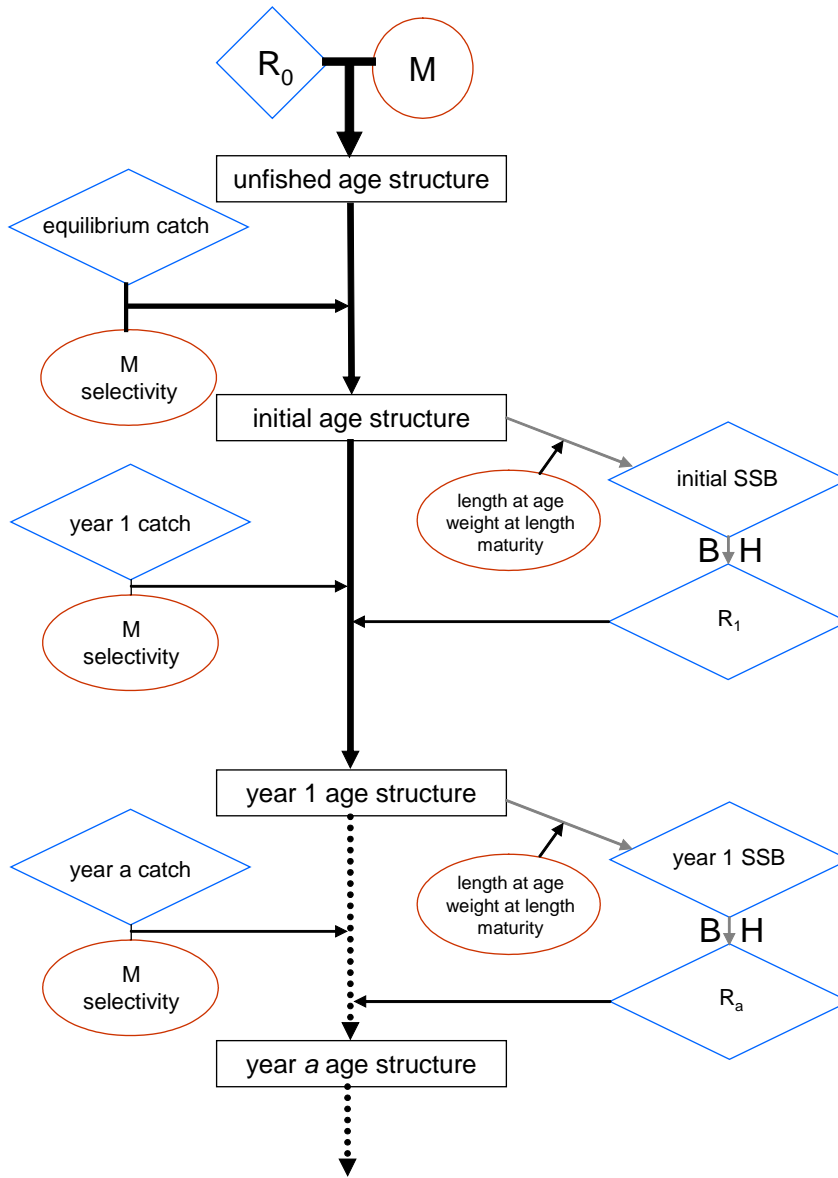 R₀
M
unfished age structure
equilibrium catch
M
selectivity
initial age structure
initial SSB
length at age
weight at length
maturity
B H
year 1 catch
M
selectivity
R₁
year 1 age structure
year 1 SSB
length at age
weight at length
maturity
B H
year a catch
M
selectivity
Rₐ
year a age structure